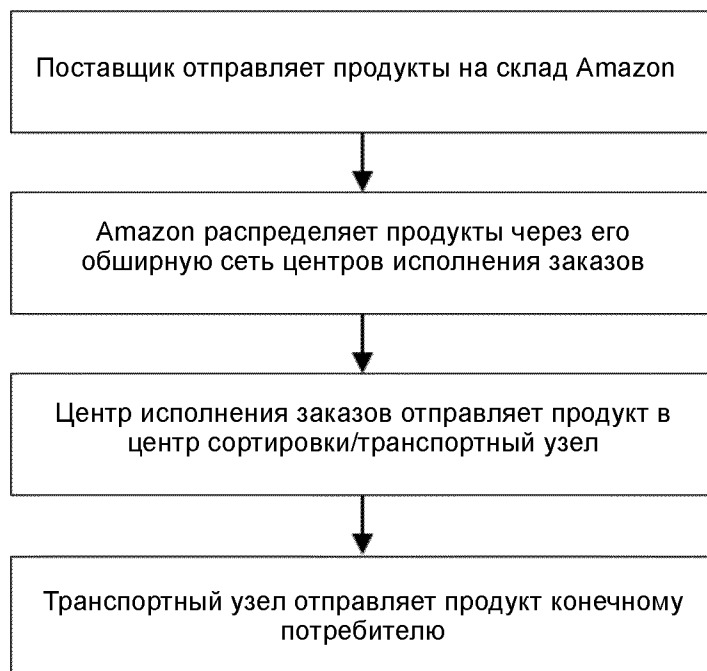 Поставщик отправляет продукты на склад Amazon
Amazon распределяет продукты через его
обширную сеть центров исполнения заказов
Центр исполнения заказов отправляет продукт в
центр сортировки/транспортный узел
Транспортный узел отправляет продукт конечному
потребителю